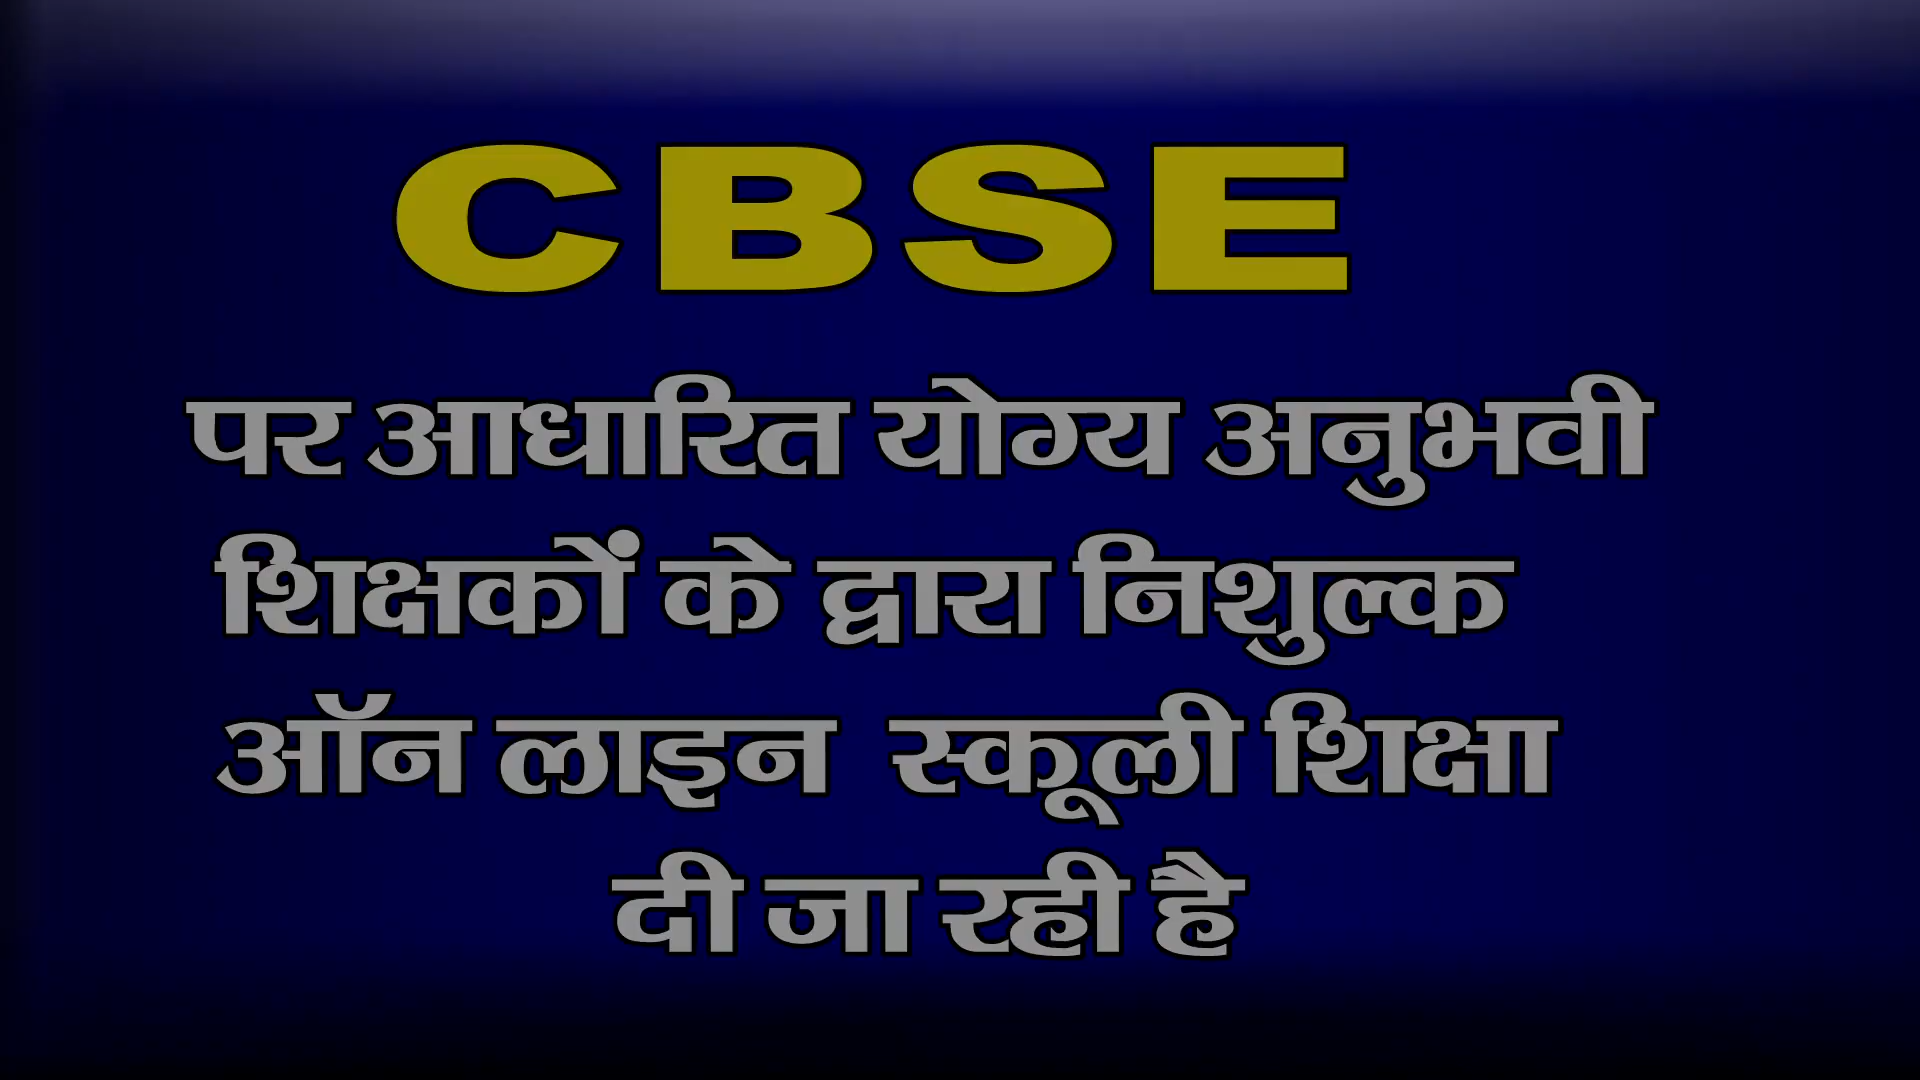 CBSE
पर आधारित योग्य अनुभवी
शिक्षकों के द्वारा निशुल्क
ऑन लाइन स्कूली शिक्षा
दी जा रही है